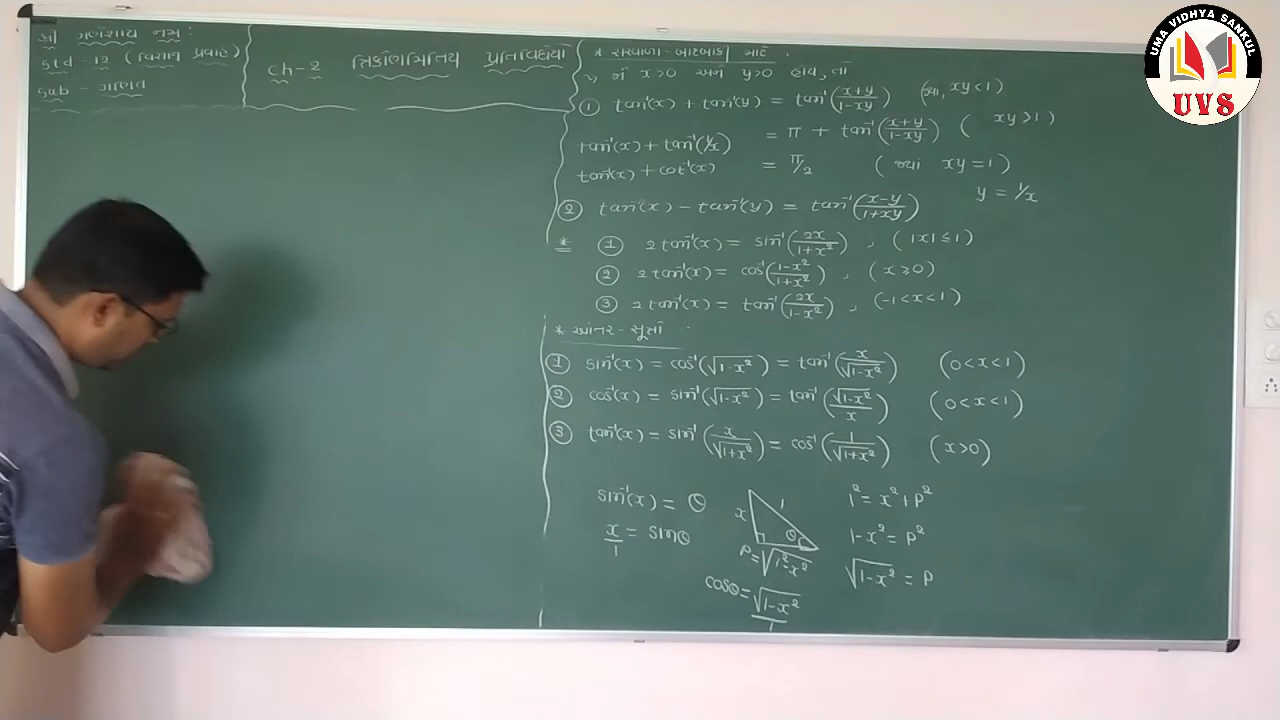 શ્રી ગણેશાય નમઃ
Std - 12 (વિજ્ઞાન પ્રવાહ)
Sub - ગણિત
ch-2 ત્રિકોણમિતિય પ્રતિવિધેયો
* સરવાળા - બાદબાકી માટે .
→ જો x>0 અને y>0 હોય, તો
① tan⁻¹(x) + tan⁻¹(y) = tan⁻¹((x+y)/(1-xy)) (જ્યાં, xy<1)
= π + tan⁻¹((x+y)/(1-xy)) ( xy>1)
tan⁻¹(x) + tan⁻¹(1/x)
tan⁻¹(x) + cot⁻¹(x) = π/2 (જ્યાં xy=1)
y = 1/x
② tan⁻¹(x) - tan⁻¹(y) = tan⁻¹((x-y)/(1+xy))
* ① 2tan⁻¹(x) = sin⁻¹(2x/(1+x²)) , (|x| ≤ 1)
② 2tan⁻¹(x) = cos⁻¹((1-x²)/(1+x²)) , (x ≥ 0)
③ 2tan⁻¹(x) = tan⁻¹(2x/(1-x²)) , (-1<x<1)
* આંતર - સૂત્રો .
① sin⁻¹(x) = cos⁻¹(√(1-x²)) = tan⁻¹(x/√(1-x²)) (0<x<1)
② cos⁻¹(x) = sin⁻¹(√(1-x²)) = tan⁻¹(√(1-x²)/x) (0<x<1)
③ tan⁻¹(x) = sin⁻¹(x/√(1+x²)) = cos⁻¹(1/√(1+x²)) (x>0)
sin⁻¹(x) = θ
x/1 = sinθ
x 1 θ
P = √(1²-x²)
cosθ = √(1-x²)/1
1² = x² + P²
1-x² = P²
√(1-x²) = P
UMA VIDHYA SANKUL
UVS